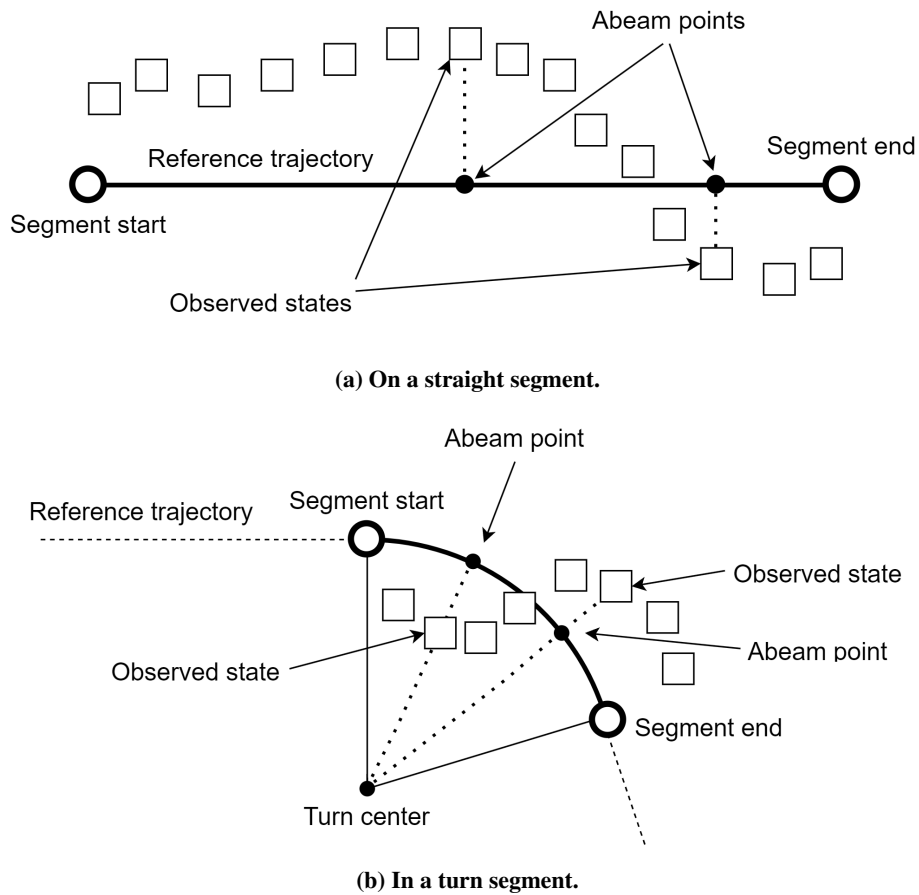 Abeam points
Reference trajectory
Segment end
Segment start
Observed states
(a) On a straight segment.
Abeam point
Segment start
Reference trajectory
Observed state
Abeam point
Observed state
Segment end
Turn center
(b) In a turn segment.